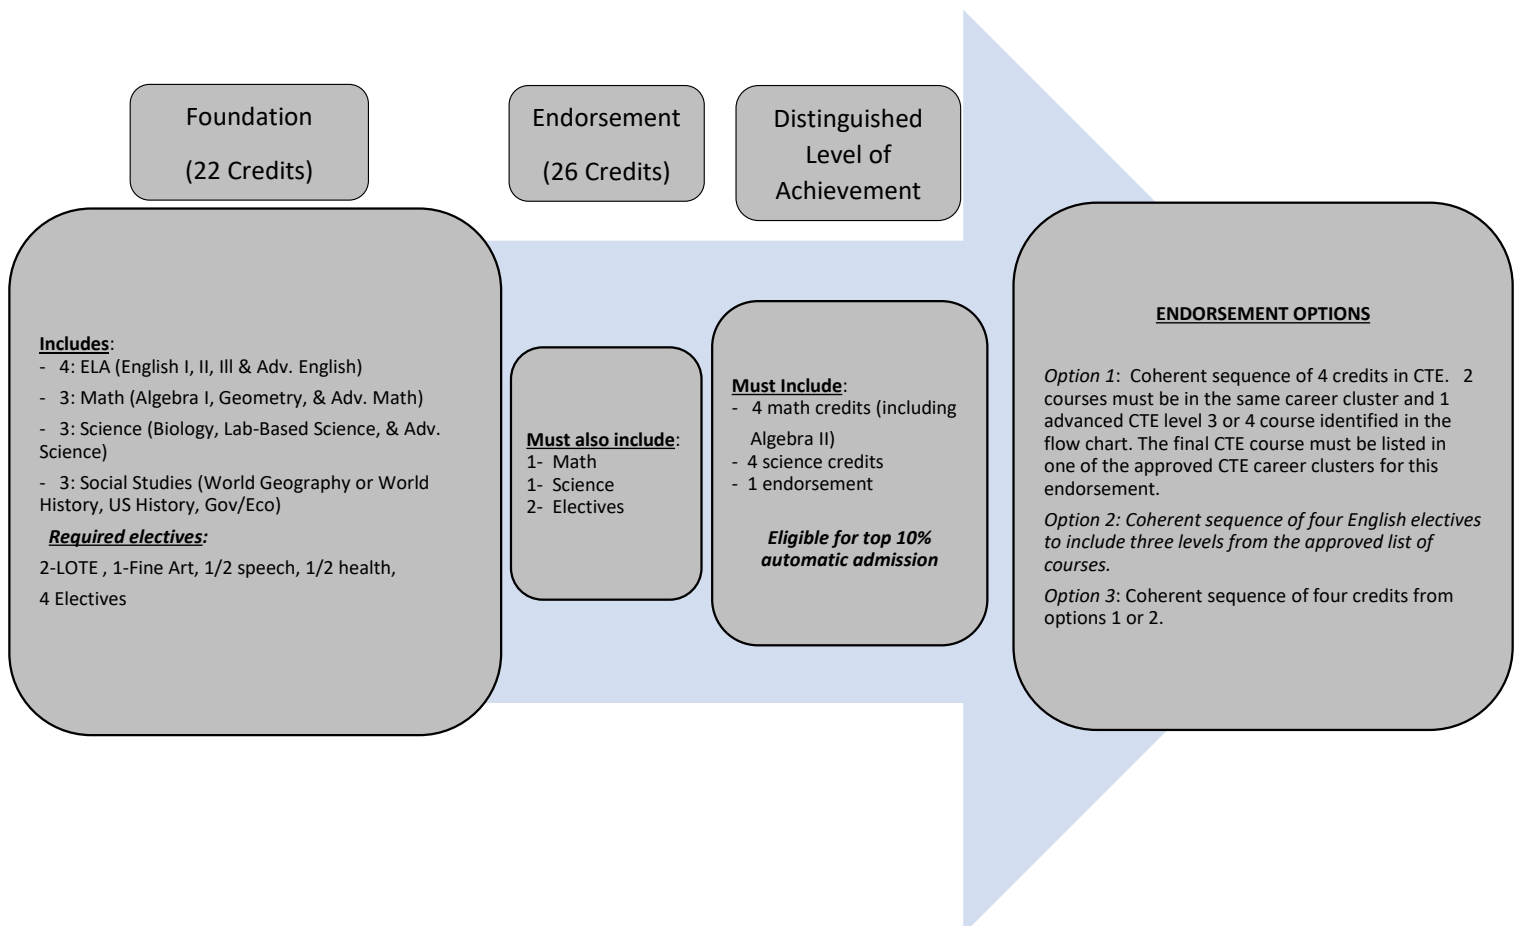 Foundation
(22 Credits)
Endorsement
(26 Credits)
Distinguished
Level of
Achievement
Includes:
- 4: ELA (English I, II, Ill & Adv. English)
- 3: Math (Algebra I, Geometry, & Adv. Math)
- 3: Science (Biology, Lab-Based Science, & Adv.
Science)
- 3: Social Studies (World Geography or World
History, US History, Gov/Eco)
Required electives:
2-LOTE , 1-Fine Art, 1/2 speech, 1/2 health,
4 Electives
Must also include:
1- Math
1- Science
2- Electives
Must Include:
- 4 math credits (including
Algebra II)
- 4 science credits
- 1 endorsement
Eligible for top 10%
automatic admission
ENDORSEMENT OPTIONS
Option 1: Coherent sequence of 4 credits in CTE. 2
courses must be in the same career cluster and 1
advanced CTE level 3 or 4 course identified in the
flow chart. The final CTE course must be listed in
one of the approved CTE career clusters for this
endorsement.
Option 2: Coherent sequence of four English electives
to include three levels from the approved list of
courses.
Option 3: Coherent sequence of four credits from
options 1 or 2.